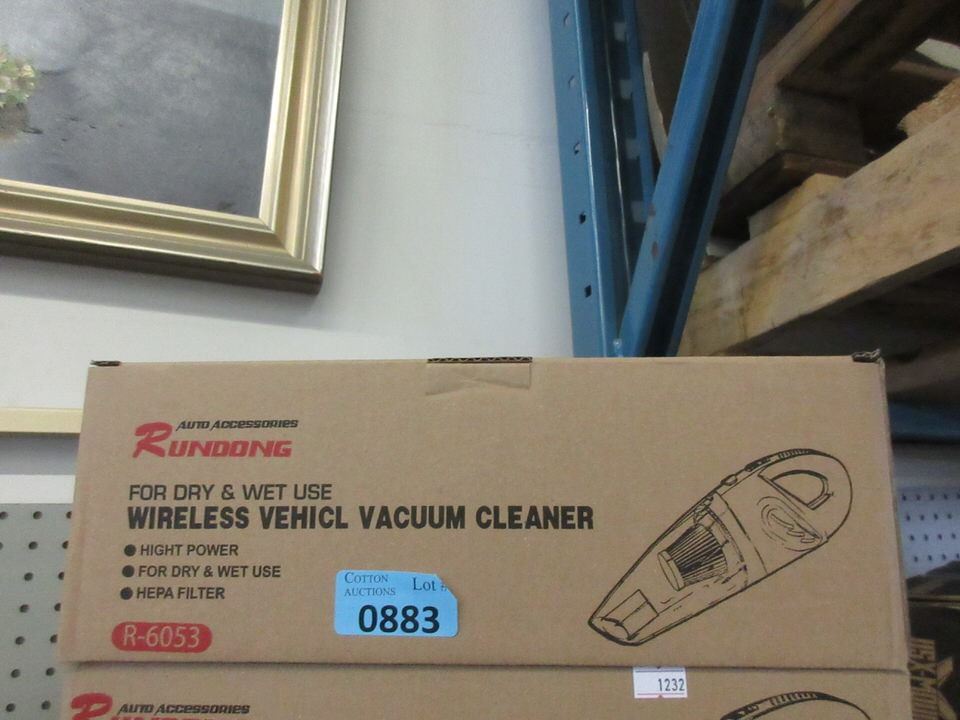 AUTO ACCESSORIES
RUNDONG
FOR DRY & WET USE
WIRELESS VEHICL VACUUM CLEANER
HIGHT POWER
FOR DRY & WET USE
HEPA FILTER
R-6053
COTTON AUCTIONS
Lot
0883
1232
AUTO ACCESSORIES
RUNDONG